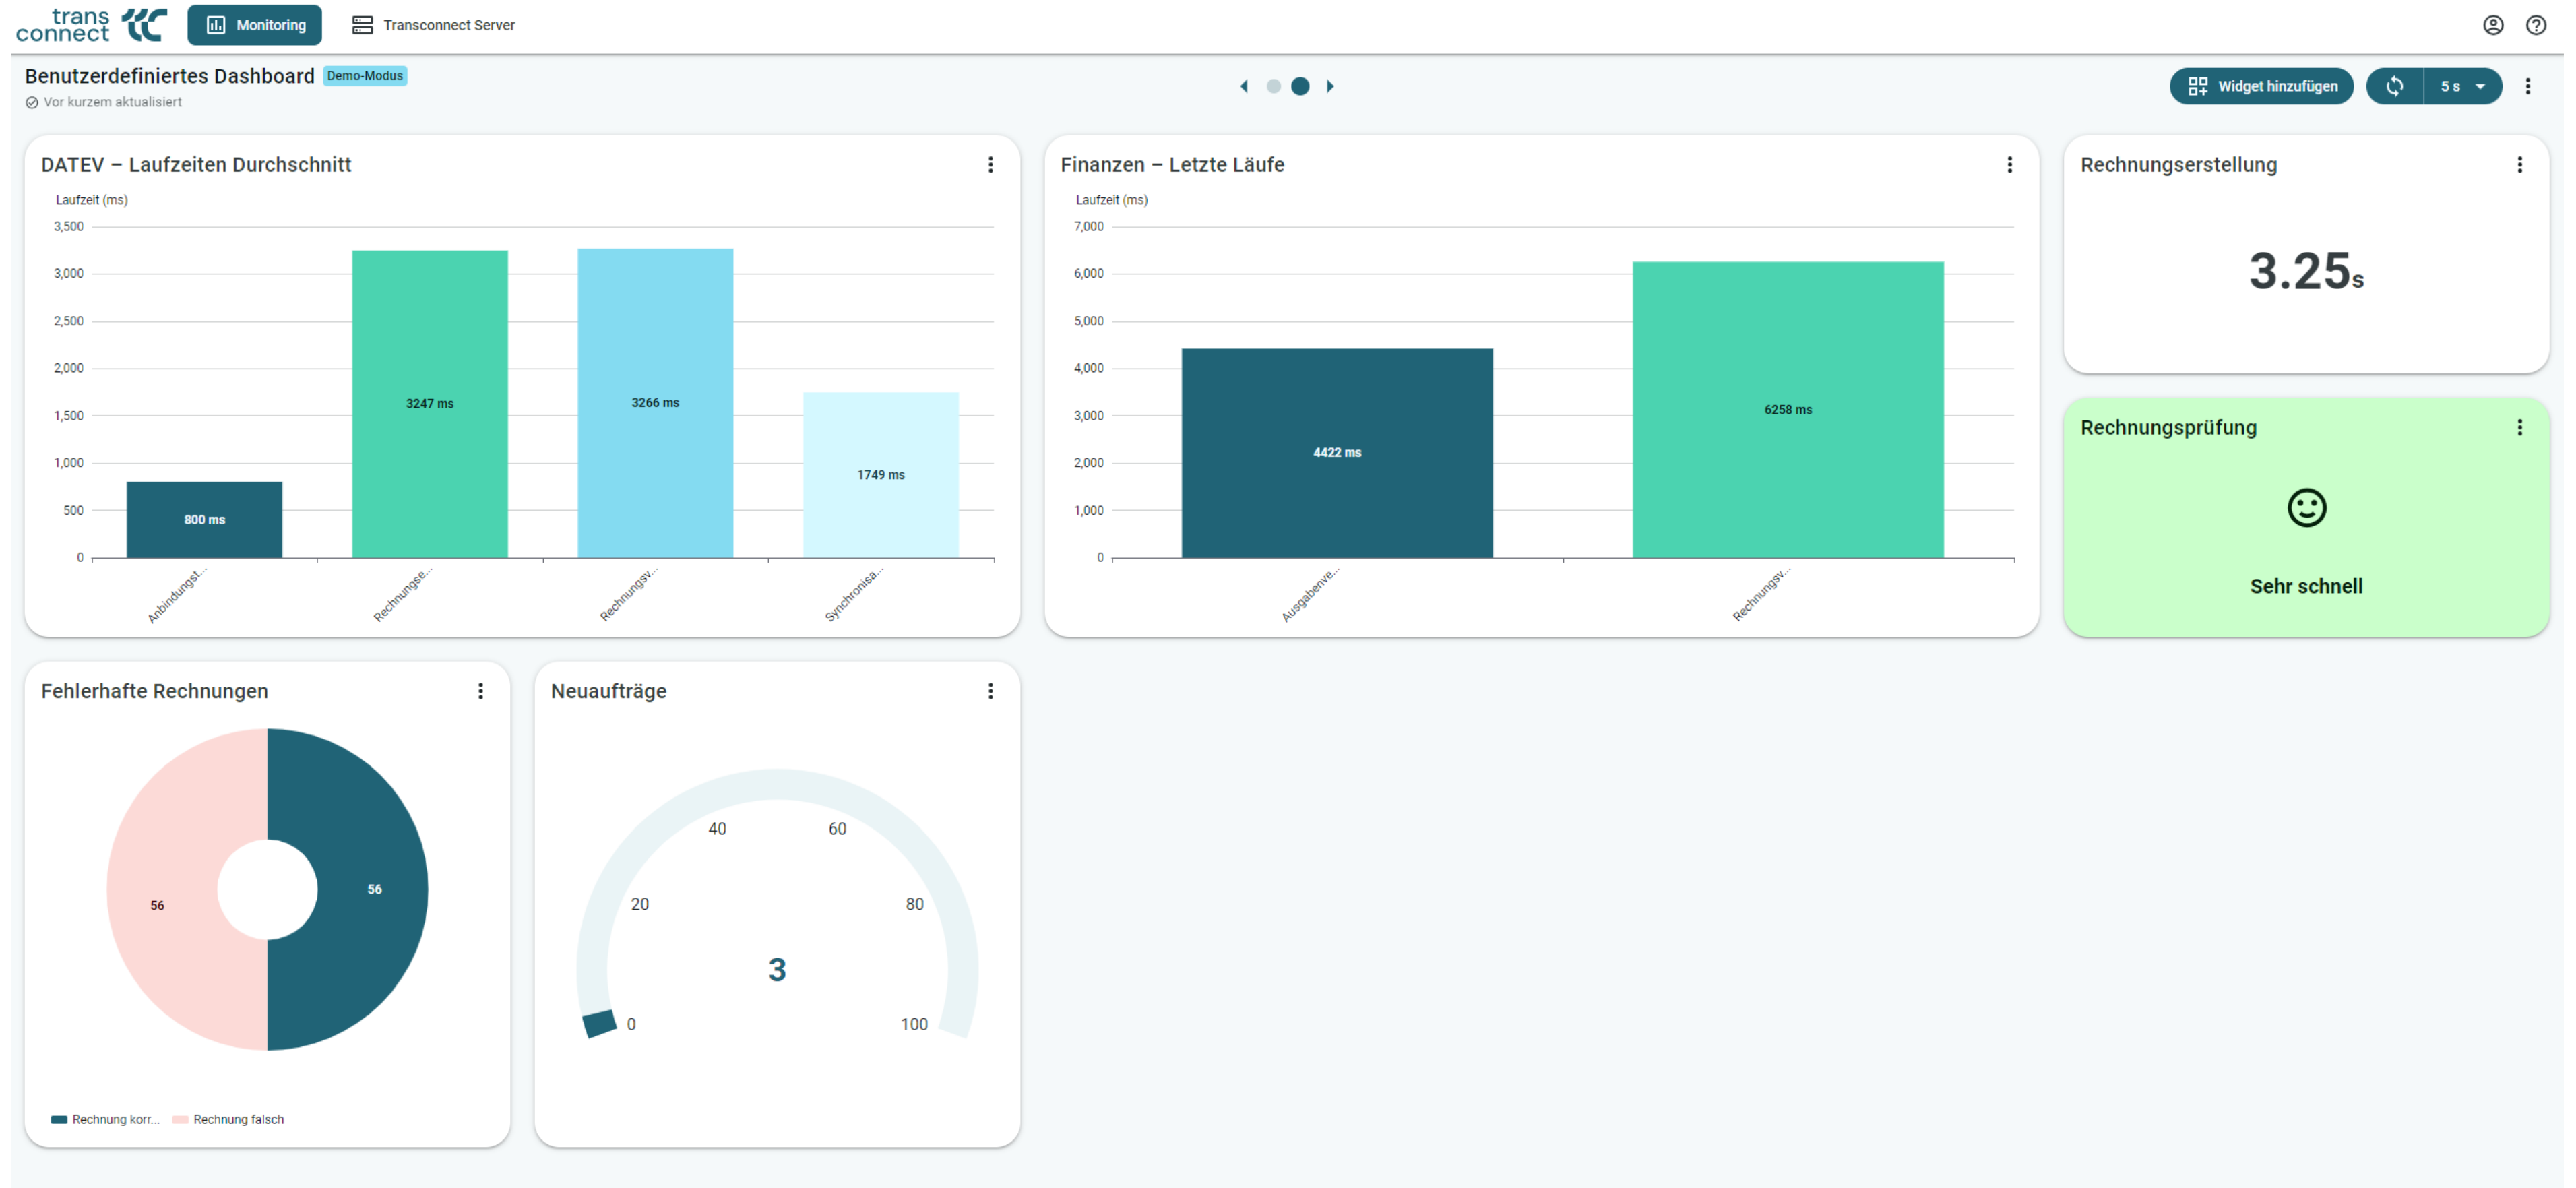 trans
connect
Monitoring
Transconnect Server
Benutzerdefiniertes Dashboard
Demo-Modus
Vor kurzem aktualisiert
Widget hinzufügen
5 s
DATEV – Laufzeiten Durchschnitt
Laufzeit (ms)
3,500
3,000
2,500
2,000
1,500
1,000
500
0
800 ms
3247 ms
3266 ms
1749 ms
Anbindungst...
Rechnungse...
Rechnungsv...
Synchronisa...
Finanzen – Letzte Läufe
Laufzeit (ms)
7,000
6,000
5,000
4,000
3,000
2,000
1,000
0
4422 ms
6258 ms
Ausgabenve...
Rechnungsv...
Rechnungserstellung
3.25s
Rechnungsprüfung
Sehr schnell
Fehlerhafte Rechnungen
56
56
Rechnung korr...
Rechnung falsch
Neuaufträge
0
20
40
60
80
100
3